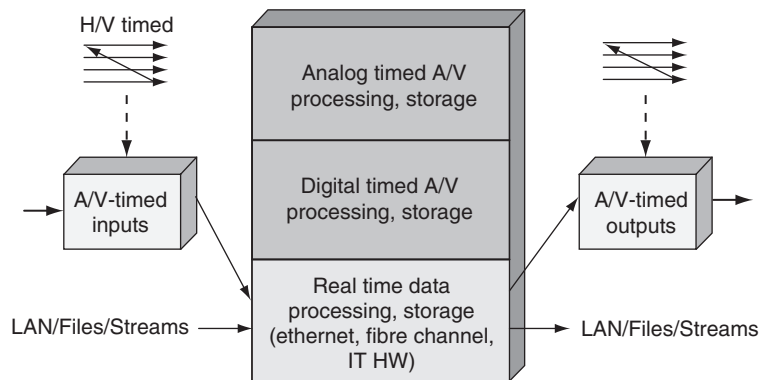 H/V timed
Analog timed A/V
processing, storage
Digital timed A/V
processing, storage
A/V-timed
inputs
A/V-timed
outputs
Real time data
processing, storage
(ethernet, fibre channel,
IT HW)
LAN/Files/Streams
LAN/Files/Streams